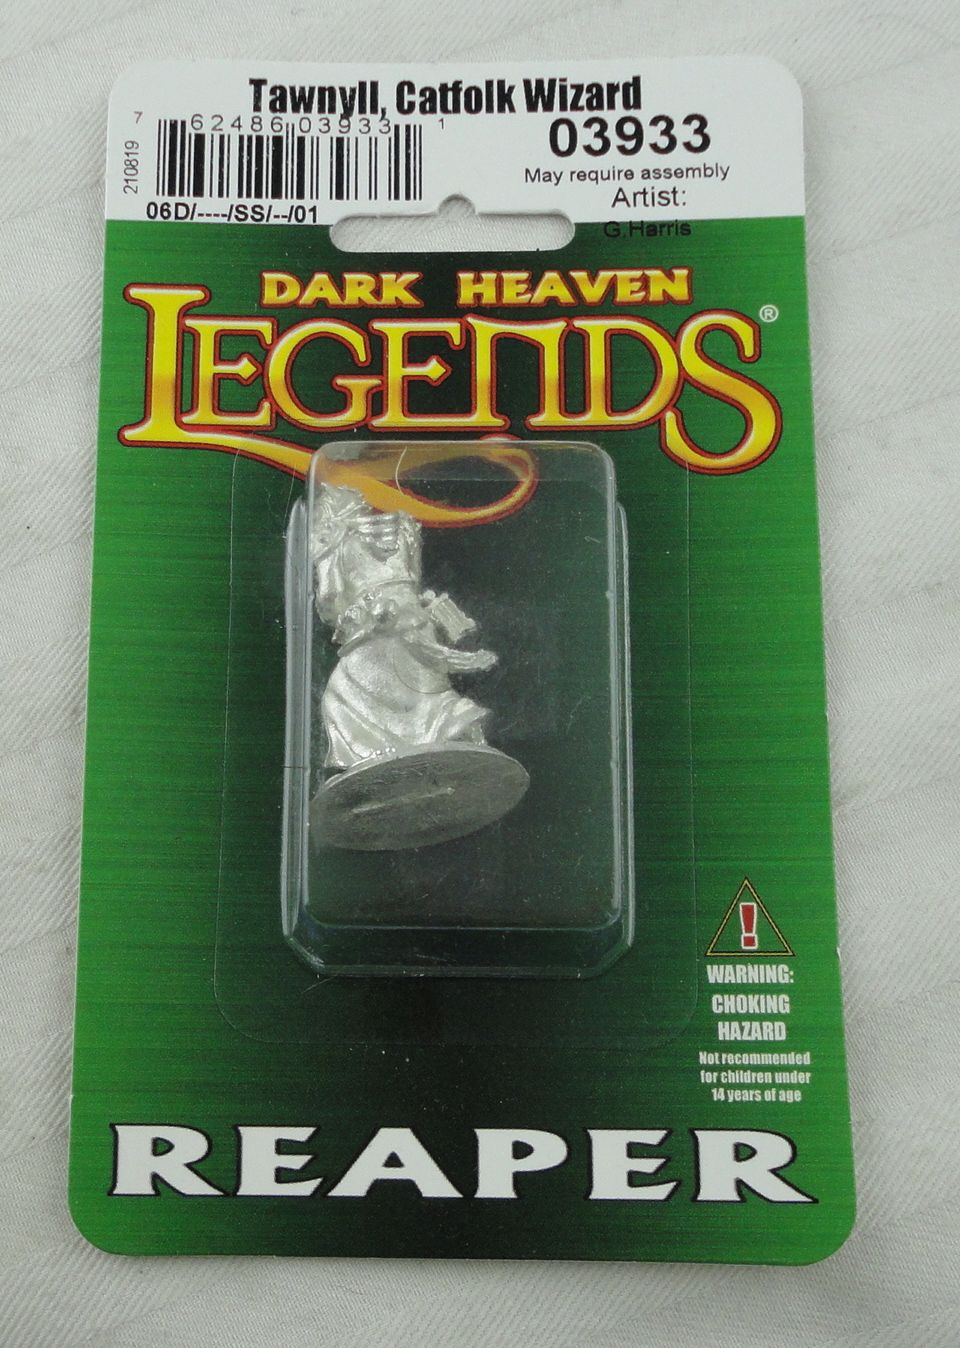 Tawnyll, Catfolk Wizard
7 62486 03933 1
03933
210819
May require assembly
Artist:
06D/----/SS/--/01
G.Harris
DARK HEAVEN
LEGENDS®
WARNING:
CHOKING
HAZARD
Not recommended
for children under
14 years of age
REAPER